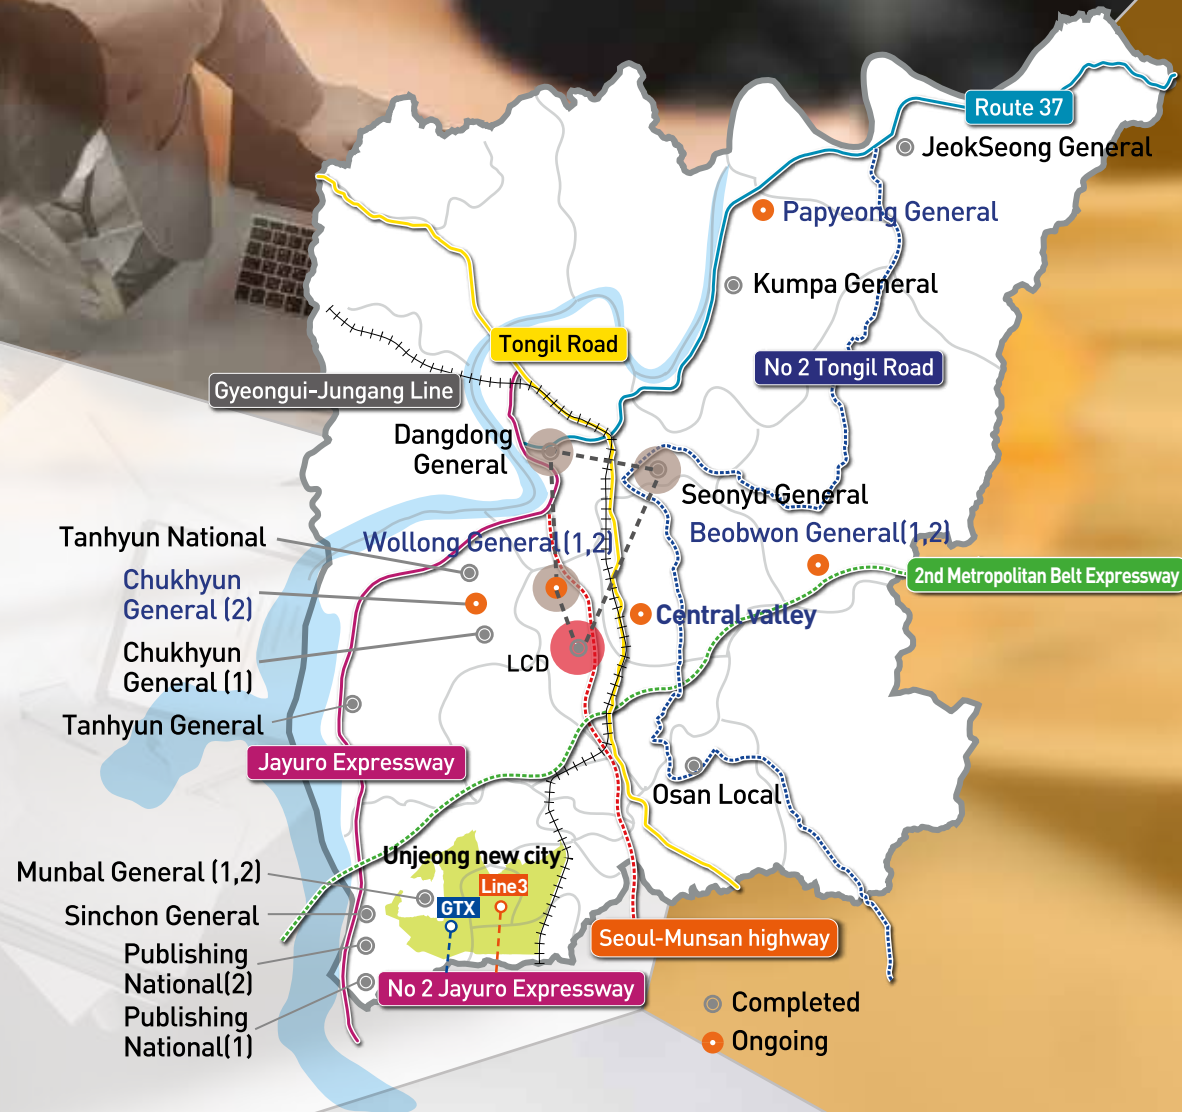 Route 37
JeokSeong General
Papyeong General
Kumpa General
Tongil Road
No 2 Tongil Road
Gyeongui-Jungang Line
Dangdong
General
Seonyu General
Tanhyun National
Wollong General(1,2)
Beobwon General(1,2)
2nd Metropolitan Belt Expressway
Chukhyun
General (2)
Central valley
Chukhyun
General (1)
LCD
Tanhyun General
Jayuro Expressway
Osan Local
Unjeong new city
Munbal General (1,2)
Line3
GTX
Sinchon General
Seoul-Munsan highway
Publishing
National(2)
No 2 Jayuro Expressway
Publishing
National(1)
Completed
Ongoing